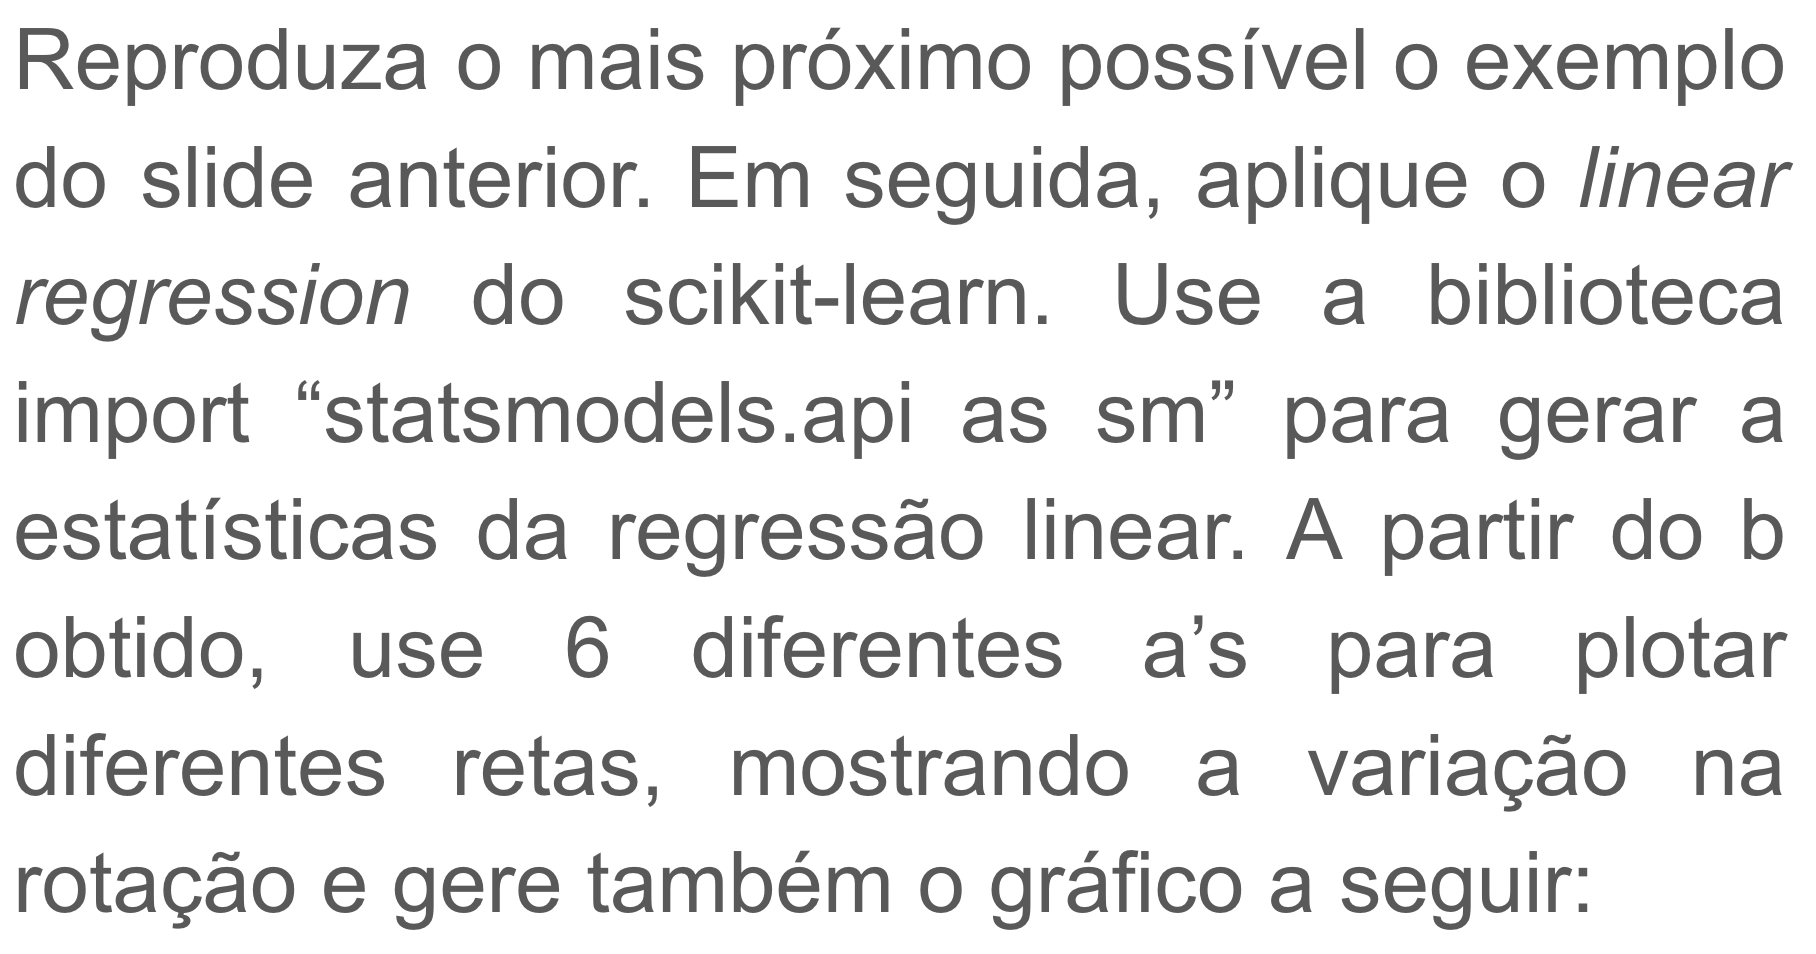 Reproduza o mais próximo possível o exemplo
do slide anterior. Em seguida, aplique o linear
regression do scikit-learn. Use a biblioteca
import “statsmodels.api as sm” para gerar a
estatísticas da regressão linear. A partir do b
obtido, use 6 diferentes a’s para plotar
diferentes retas, mostrando a variação na
rotação e gere também o gráfico a seguir: